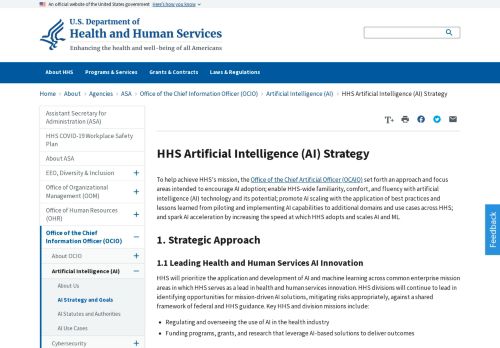 An official website of the United States government Here's how you know
U.S. Department of
Health and Human Services
Enhancing the health and well-being of all Americans
About HHS Programs & Services Grants & Contracts Laws & Regulations
Home › About › Agencies › ASA › Office of the Chief Information Officer (OCIO) › Artificial Intelligence (AI) › HHS Artificial Intelligence (AI) Strategy
Assistant Secretary for
Administration (ASA)
HHS COVID-19 Workplace Safety
Plan
About ASA
EEO, Diversity & Inclusion
Office of Organizational
Management (OOM)
Office of Human Resources
(OHR)
Office of the Chief
Information Officer (OCIO)
About OCIO
Artificial Intelligence (AI)
About Us
AI Strategy and Goals
AI Statutes and Authorities
AI Use Cases
Cybersecurity
T+
HHS Artificial Intelligence (AI) Strategy
To help achieve HHS's mission, the Office of the Chief Artificial Officer (OCAIO) set forth an approach and focus
areas intended to encourage AI adoption; enable HHS-wide familiarity, comfort, and fluency with artificial
intelligence (AI) technology and its potential; promote AI scaling with the application of best practices and
lessons learned from piloting and implementing AI capabilities to additional domains and use cases across HHS;
and spark AI acceleration by increasing the speed at which HHS adopts and scales AI and ML.
1. Strategic Approach
1.1 Leading Health and Human Services AI Innovation
HHS will prioritize the application and development of AI and machine learning across common enterprise mission
areas in which HHS serves as a lead in health and human services innovation. HHS divisions will continue to lead in
identifying opportunities for mission-driven AI solutions, mitigating risks appropriately, against a shared
framework of federal and HHS guidance. Key HHS and division missions include:
• Regulating and overseeing the use of AI in the health industry
• Funding programs, grants, and research that leverage AI-based solutions to deliver outcomes
Feedback